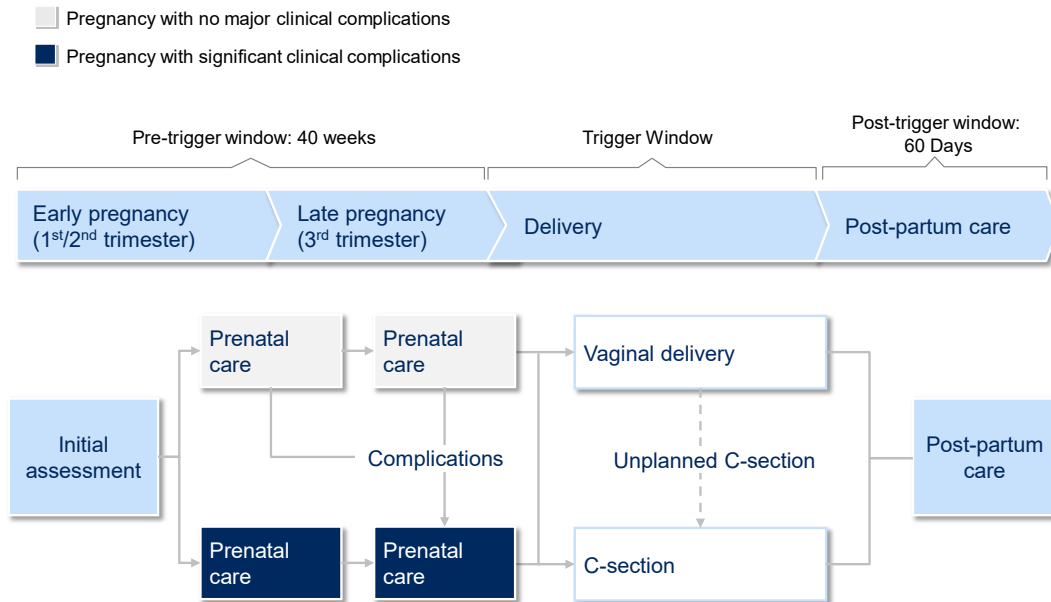 Pregnancy with no major clinical complications
Pregnancy with significant clinical complications
Pre-trigger window: 40 weeks
Trigger Window
Post-trigger window:
60 Days
Early pregnancy
(1st/2nd trimester)
Late pregnancy
(3rd trimester)
Delivery
Post-partum care
Prenatal
care
Prenatal
care
Vaginal delivery
Initial
assessment
Complications
Unplanned C-section
Post-partum
care
Prenatal
care
Prenatal
care
C-section